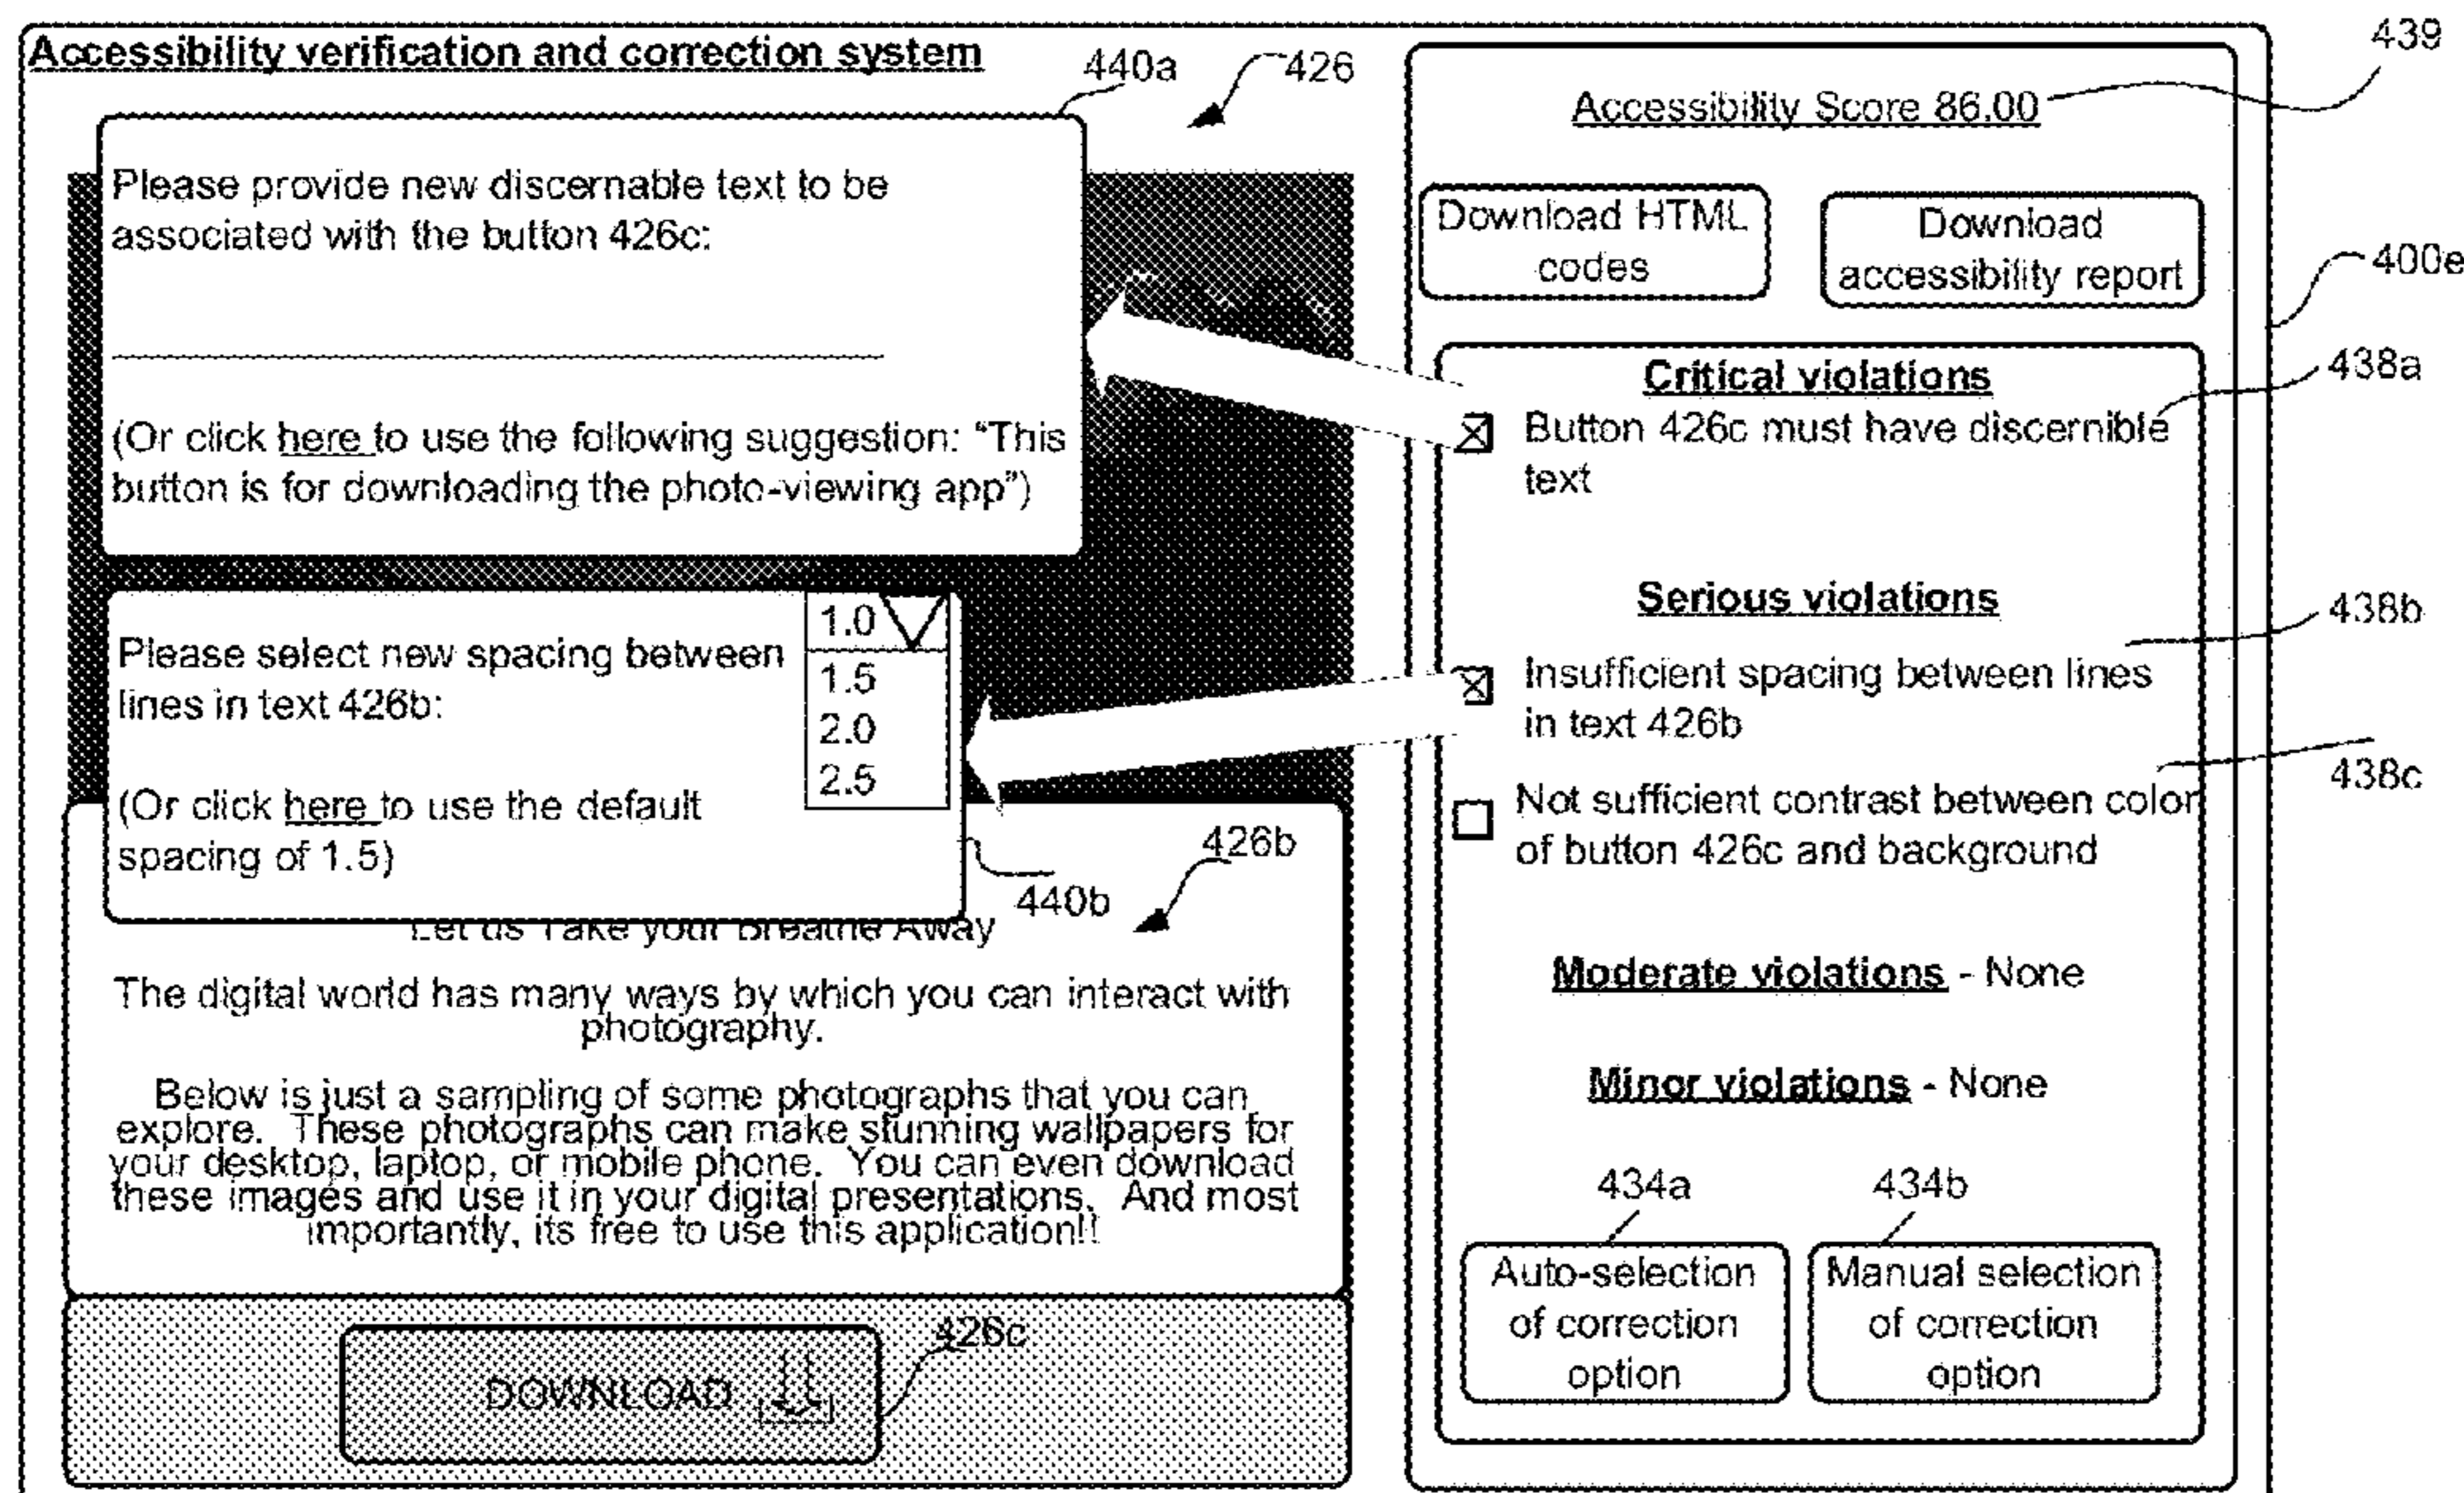 Accessibility verification and correction system
440a
426
439
Please provide new discernable text to be
associated with the button 426c:
(Or click here to use the following suggestion: “This
button is for downloading the photo-viewing app”)
Please select new spacing between
lines in text 426b:
(Or click here to use the default
spacing of 1.5)
1.0
1.5
2.0
2.5
440b
426b
Let us Take your Breathe Away
The digital world has many ways by which you can interact with
photography.
Below is just a sampling of some photographs that you can
explore. These photographs can make stunning wallpapers for
your desktop, laptop, or mobile phone. You can even download
these images and use it in your digital presentations. And most
importantly, its free to use this application!!
DOWNLOAD
426c
Accessibility Score 86.00
Download HTML
codes
Download
accessibility report
400e
Critical violations
438a
Button 426c must have discernible
text
Serious violations
438b
Insufficient spacing between lines
in text 426b
438c
Not sufficient contrast between color
of button 426c and background
Moderate violations - None
Minor violations - None
434a
434b
Auto-selection
of correction
option
Manual selection
of correction
option